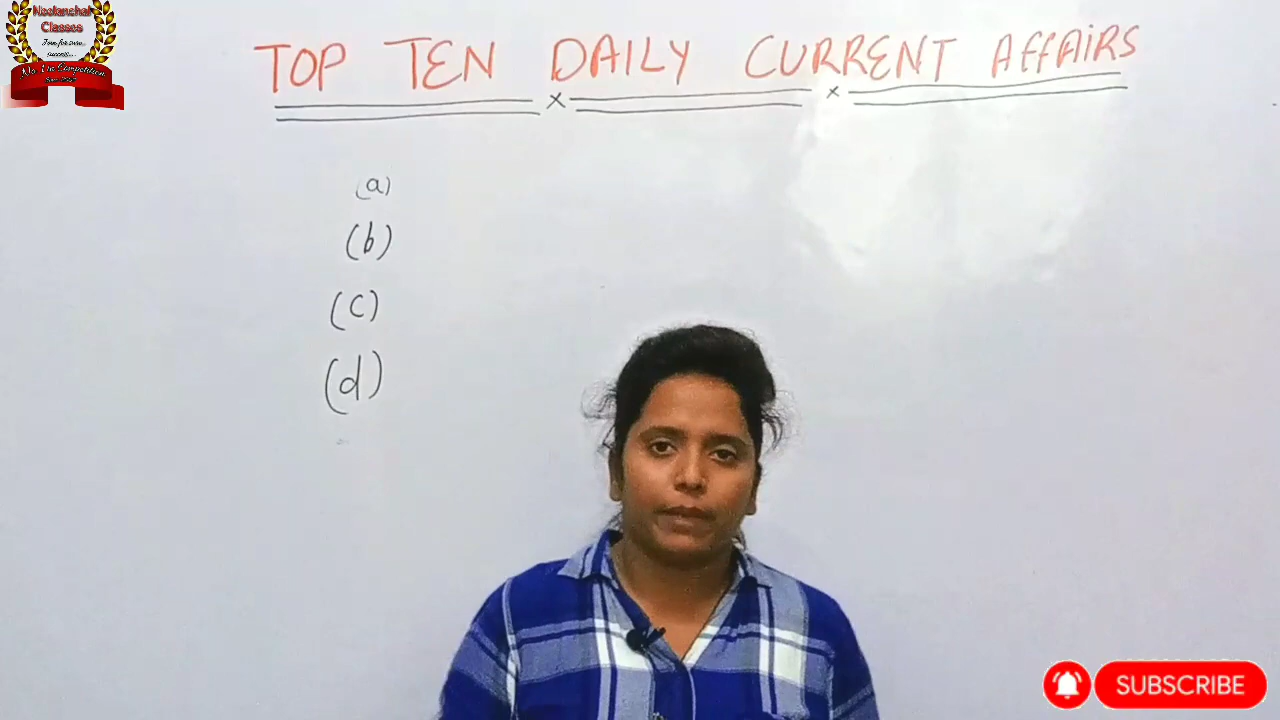 Neelanchal
Classes
TOP TEN DAILY CURRENT AFFAIRS
x x
(a)
(b)
(c)
(d)
SUBSCRIBE